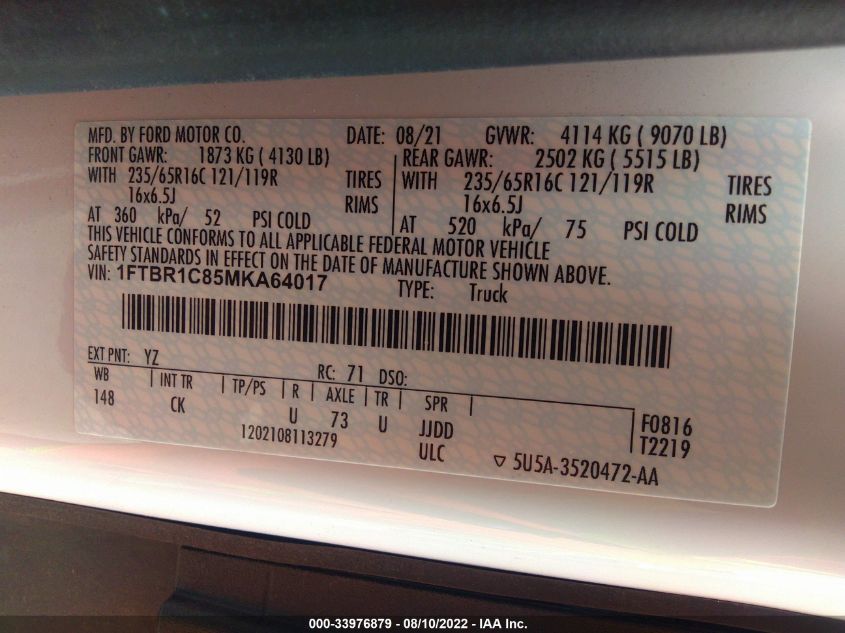 MFD. BY FORD MOTOR CO. DATE: 08/21 GVWR: 4114 KG ( 9070 LB)
FRONT GAWR: 1873 KG ( 4130 LB) REAR GAWR: 2502 KG ( 5515 LB)
WITH 235/65R16C 121/119R TIRES WITH 235/65R16C 121/119R TIRES
16x6.5J RIMS 16x6.5J RIMS
AT 360 kPa/ 52 PSI COLD AT 520 kPa/ 75 PSI COLD
THIS VEHICLE CONFORMS TO ALL APPLICABLE FEDERAL MOTOR VEHICLE
SAFETY STANDARDS IN EFFECT ON THE DATE OF MANUFACTURE SHOWN ABOVE.
VIN: 1FTBR1C85MKA64017 TYPE: Truck
EXT PNT: YZ RC: 71 DSO:
WB INT TR TP/PS R AXLE TR SPR
148 CK U 73 U JJDD F0816
1202108113279 ULC T2219
5U5A-3520472-AA
000-33976879 - 08/10/2022 - IAA Inc.